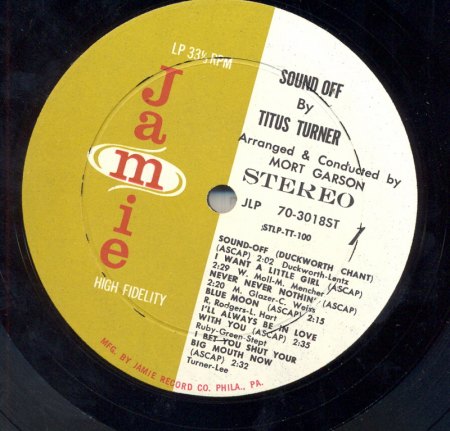 LP 33⅓ RPM
Jamie
HIGH FIDELITY
MFG. BY JAMIE RECORD CO. PHILA., PA.
SOUND OFF
By
TITUS TURNER
Arranged & Conducted by
MORT GARSON
STEREO
JLP 70-3018ST
STLP-TT-100
1
SOUND-OFF (DUCKWORTH CHANT)
(ASCAP) 2:02 Duckworth-Lentz
I WANT A LITTLE GIRL (ASCAP)
2:29 W. Moll-M. Mencher
NEVER NEVER NOTHIN' (ASCAP)
2:20 M. Glazer-C. Weiss
BLUE MOON (ASCAP) 2:15
R. Rodgers-L. Hart
I'LL ALWAYS BE IN LOVE
WITH YOU (ASCAP) 2:35
Ruby-Green-Stept
I BET YOU SHUT YOUR
BIG MOUTH NOW
(ASCAP) 2:32
Turner-Lee